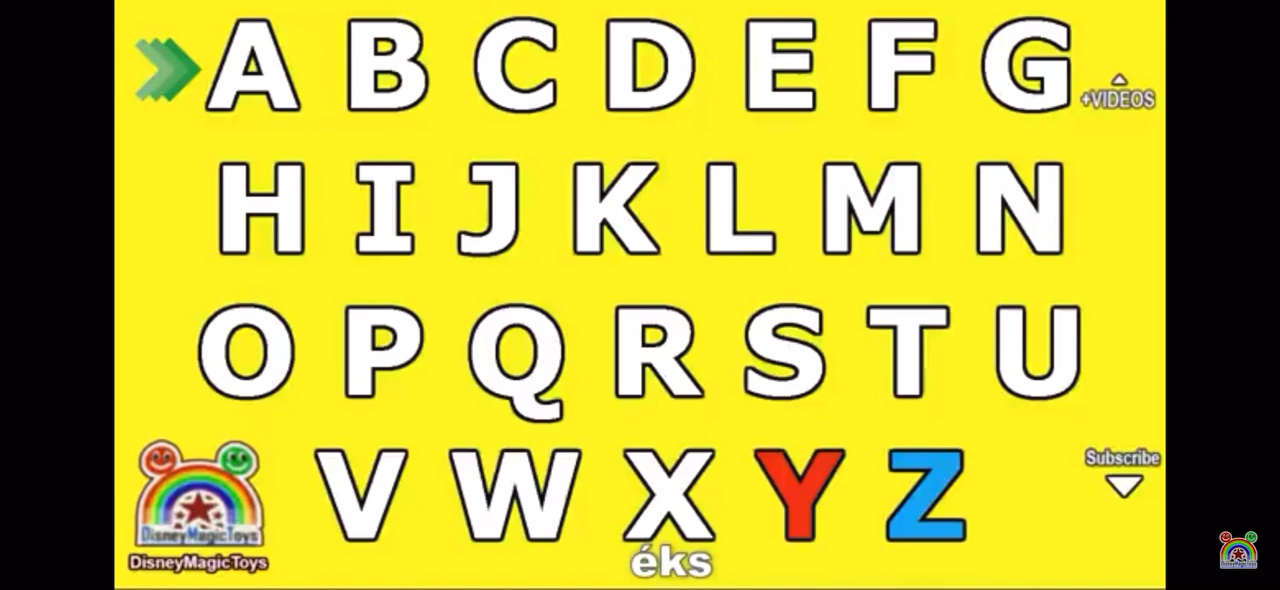 A B C D E F G
+VIDEOS
H I J K L M N
O P Q R S T U
V W X Y Z
éks
Subscribe
DisneyMagicToys
DisneyMagicToys